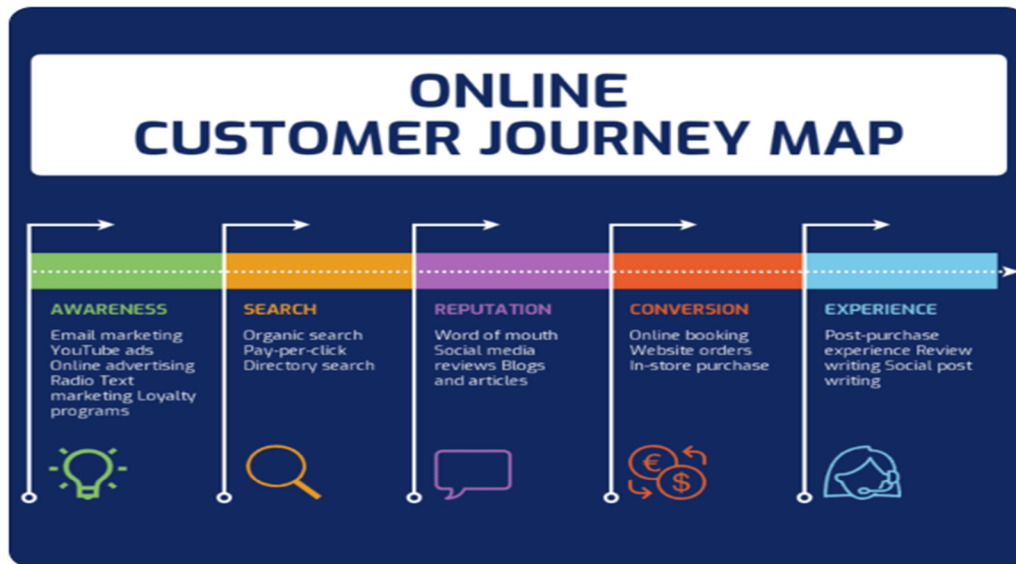 ONLINE
CUSTOMER JOURNEY MAP
AWARENESS
Email marketing
YouTube ads
Online advertising
Radio Text
marketing Loyalty
programs
SEARCH
Organic search
Pay-per-click
Directory search
REPUTATION
Word of mouth
Social media
reviews Blogs
and articles
CONVERSION
Online booking
Website orders
In-store purchase
EXPERIENCE
Post-purchase
experience Review
writing Social post
writing
€
$